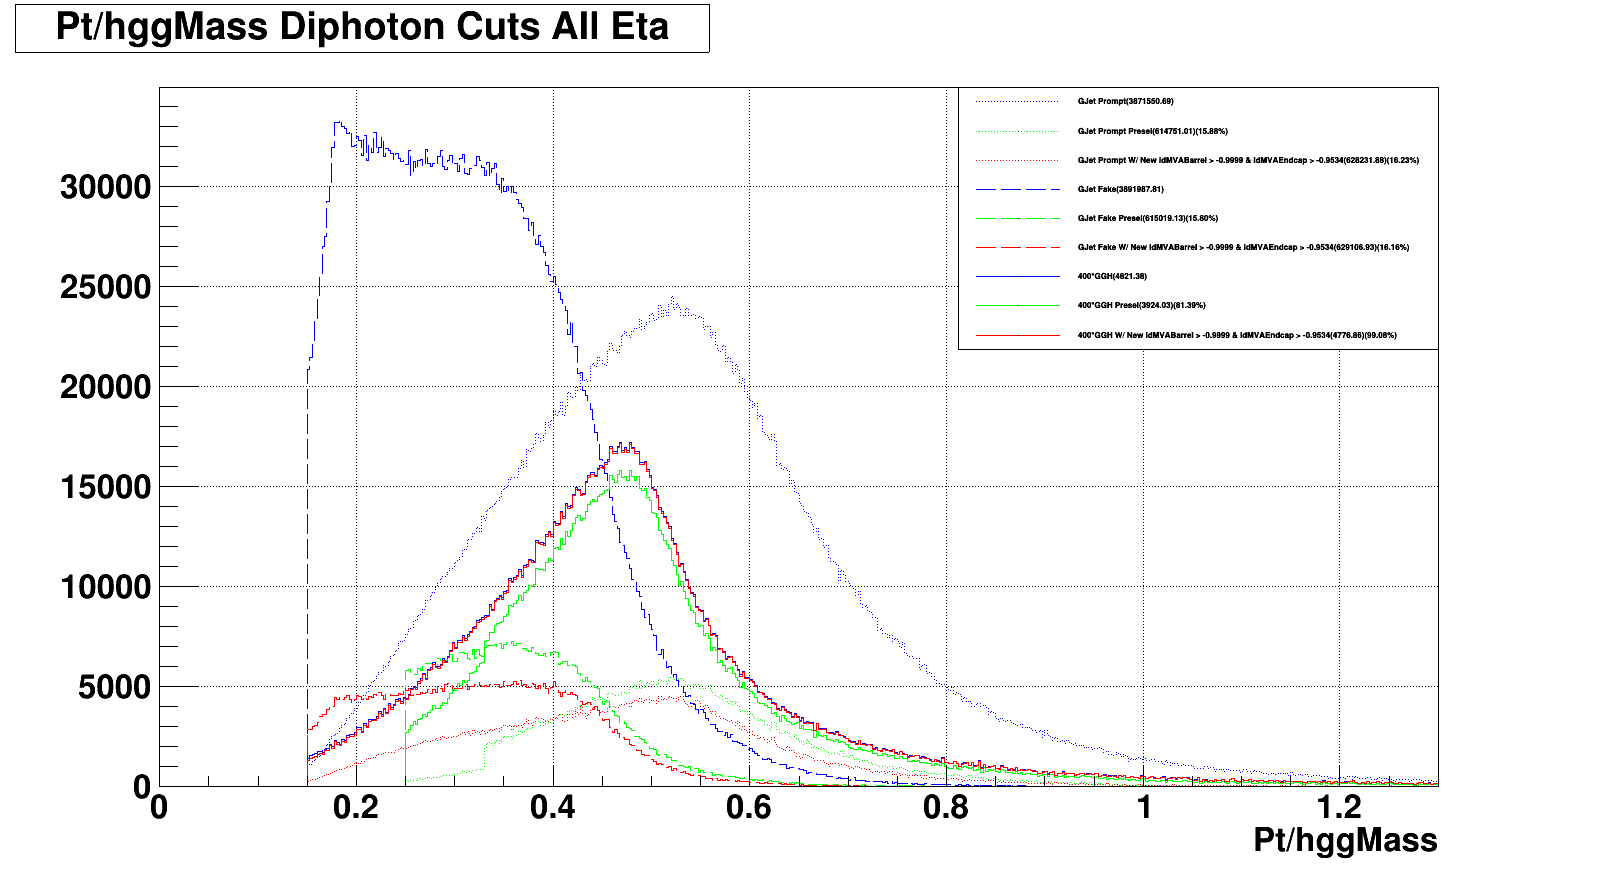 Pt/hggMass Diphoton Cuts All Eta
GJet Prompt(3871550.69)
GJet Prompt Presel(614751.01)(15.88%)
GJet Prompt W/ New idMVABarrel > -0.9999 & idMVAEndcap > -0.9534(628231.88)(16.23%)
GJet Fake(3891987.81)
GJet Fake Presel(615019.13)(15.80%)
GJet Fake W/ New idMVABarrel > -0.9999 & idMVAEndcap > -0.9534(629106.93)(16.16%)
400*GGH(4821.38)
400*GGH Presel(3924.03)(81.39%)
400*GGH W/ New idMVABarrel > -0.9999 & idMVAEndcap > -0.9534(4776.86)(99.08%)
30000
25000
20000
15000
10000
5000
0
0 0.2 0.4 0.6 0.8 1 1.2
Pt/hggMass